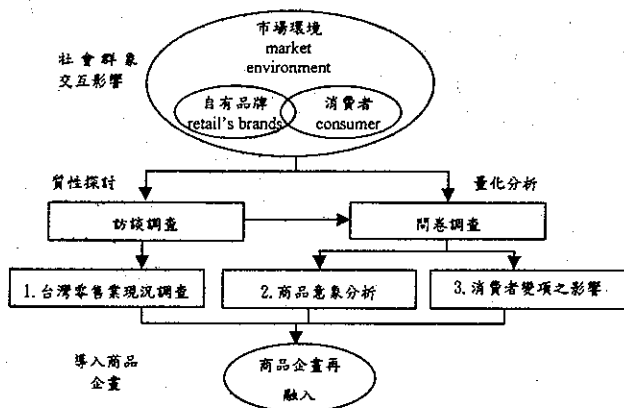 市場環境
market
environment
社會群象
交互影響
自有品牌
retail's brands
消費者
consumer
質性探討
量化分析
訪談調查
問卷調查
1.台灣零售業現況調查
2.商品意象分析
3.消費者變項之影響
導入商品
企畫
商品企畫再
融入